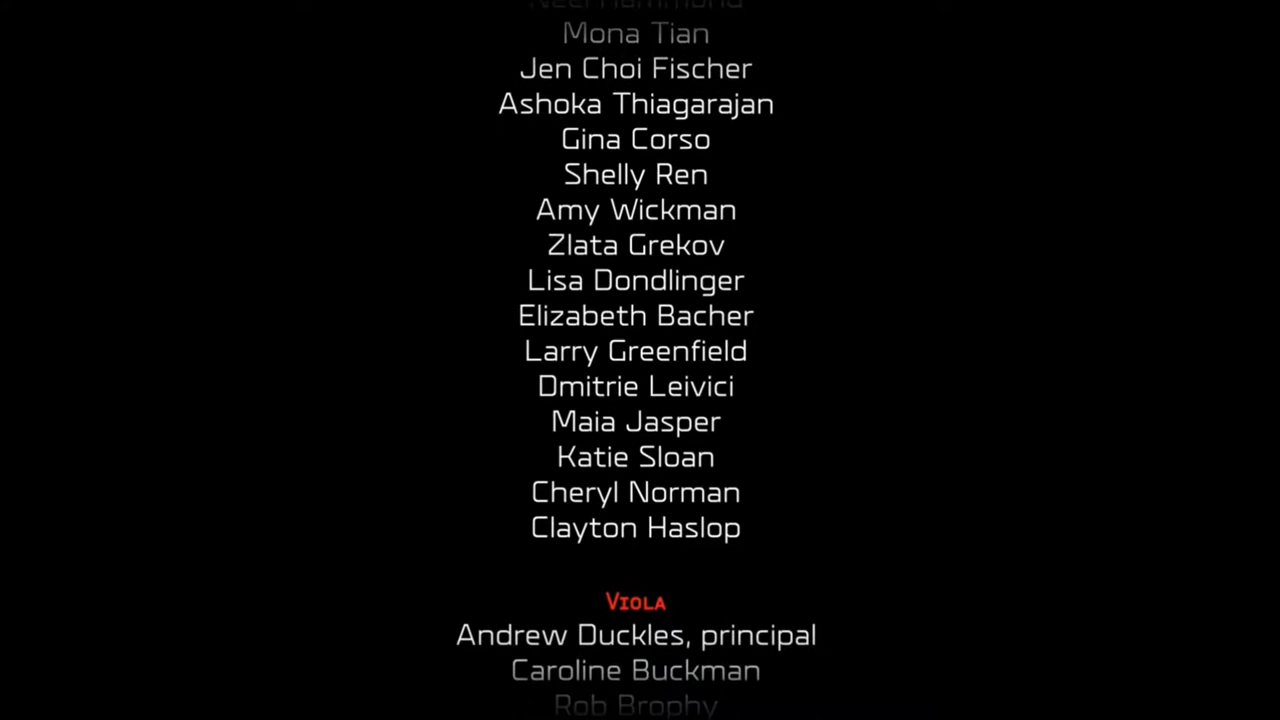 Mona Tian
Jen Choi Fischer
Ashoka Thiagarajan
Gina Corso
Shelly Ren
Amy Wickman
Zlata Grekov
Lisa Dondlinger
Elizabeth Bacher
Larry Greenfield
Dmitrie Leivici
Maia Jasper
Katie Sloan
Cheryl Norman
Clayton Haslop
Viola
Andrew Duckles, principal
Caroline Buckman
Rob Brophy